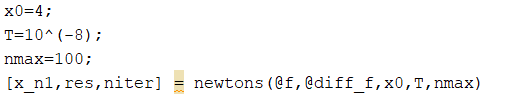 x0=4;
T=10^(-8);
nmax=100;
[x_n1,res,niter] = newtons(@f,@diff_f,x0,T,nmax)